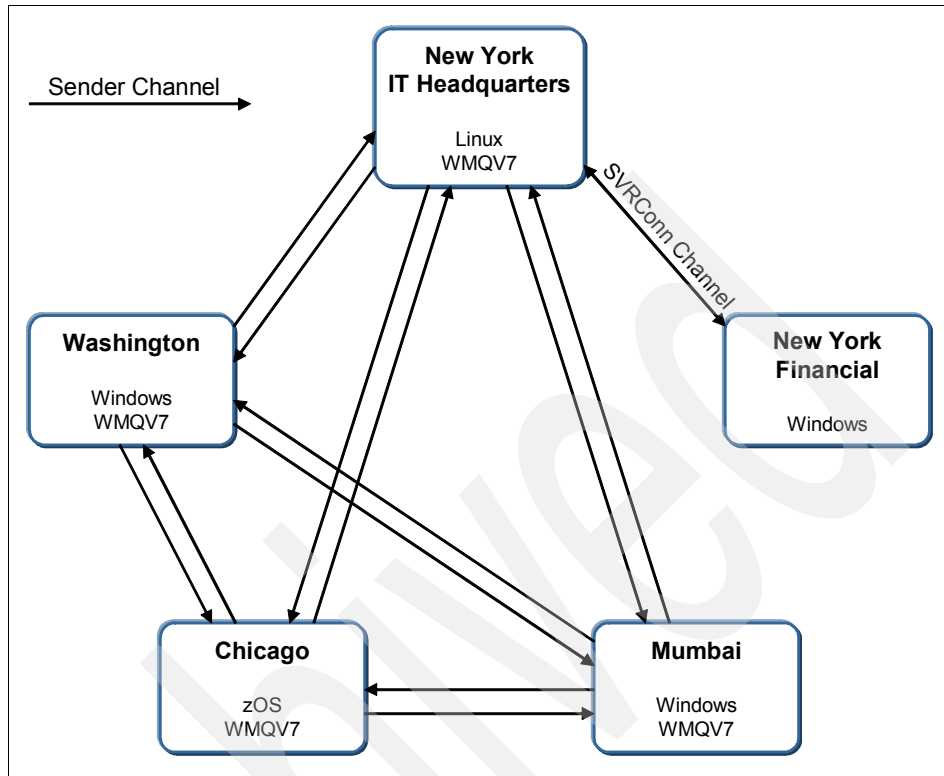 New York
IT Headquarters
Linux
WMQV7
Sender Channel
SVRConn Channel
Washington
Windows
WMQV7
New York
Financial
Windows
Chicago
zOS
WMQV7
Mumbai
Windows
WMQV7
hived